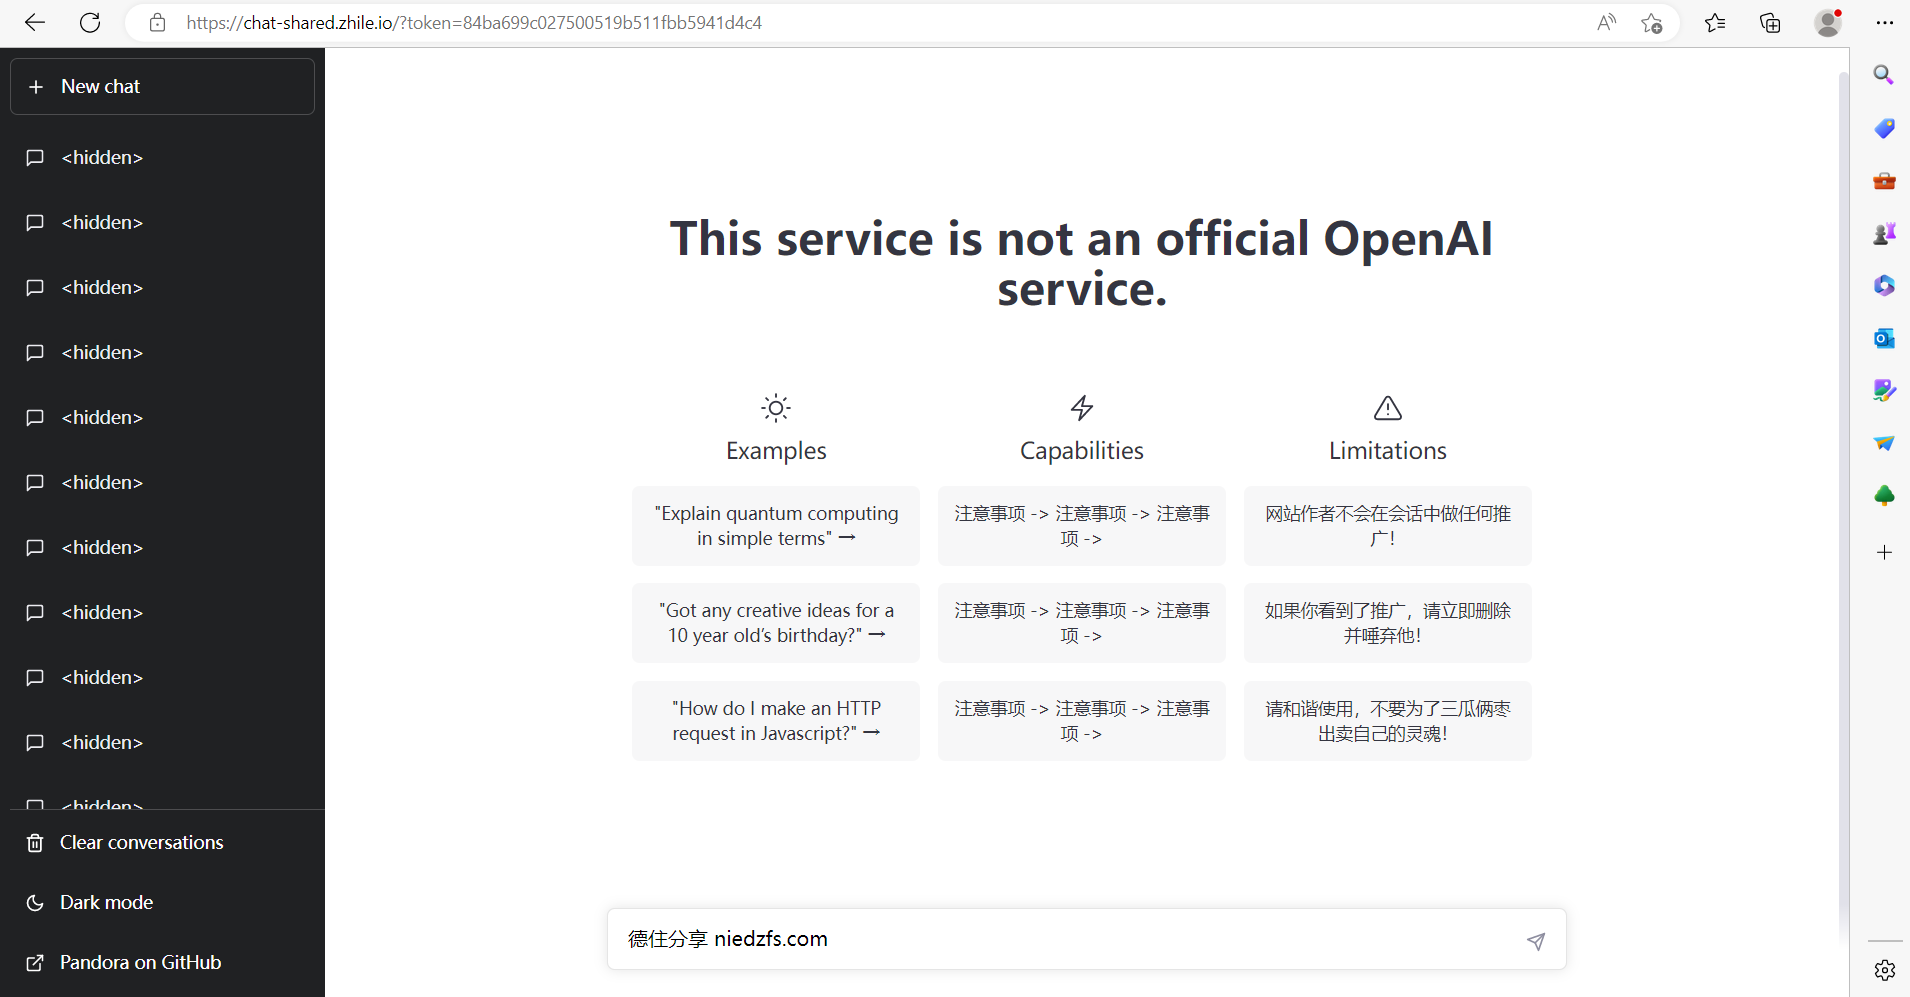 https://chat-shared.zhile.io/?token=84ba699c027500519b511fbb5941d4c4
New chat
<hidden>
<hidden>
<hidden>
<hidden>
<hidden>
<hidden>
<hidden>
<hidden>
<hidden>
<hidden>
<hidden>
Clear conversations
Dark mode
Pandora on GitHub
This service is not an official OpenAI
service.
Examples
"Explain quantum computing
in simple terms" →
"Got any creative ideas for a
10 year old’s birthday?" →
"How do I make an HTTP
request in Javascript?" →
Capabilities
注意事项 -> 注意事项 -> 注意事
项 ->
注意事项 -> 注意事项 -> 注意事
项 ->
注意事项 -> 注意事项 -> 注意事
项 ->
Limitations
网站作者不会在会话中做任何推
广！
如果你看到了推广，请立即删除
并唾弃他！
请和谐使用，不要为了三瓜俩枣
出卖自己的灵魂！
德住分享 niedzfs.com